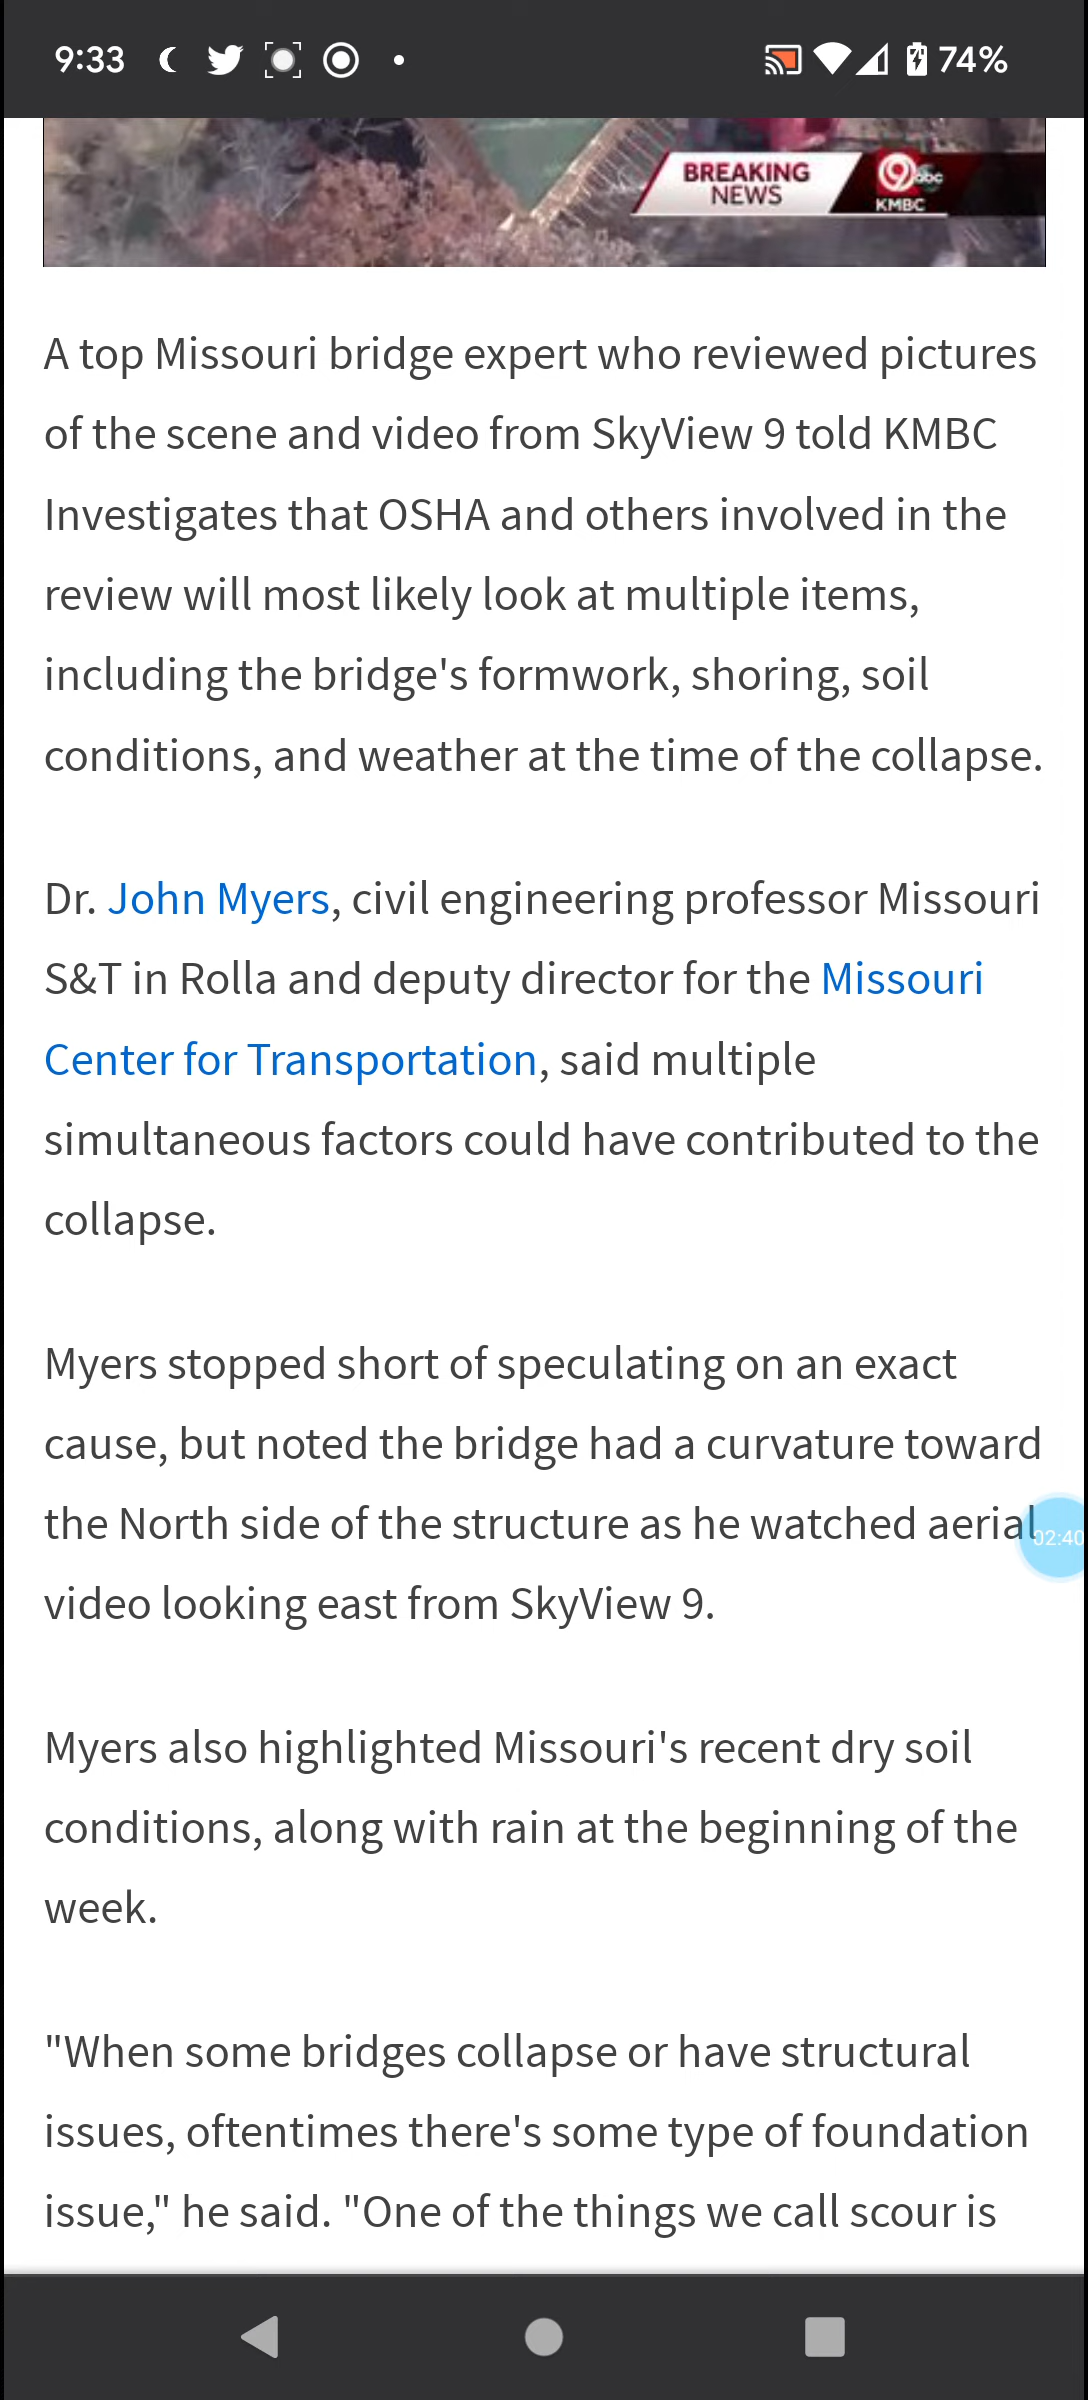 9:33
74%
BREAKING
NEWS
9 abc
KMBC
A top Missouri bridge expert who reviewed pictures
of the scene and video from SkyView 9 told KMBC
Investigates that OSHA and others involved in the
review will most likely look at multiple items,
including the bridge's formwork, shoring, soil
conditions, and weather at the time of the collapse.
Dr. John Myers, civil engineering professor Missouri
S&T in Rolla and deputy director for the Missouri
Center for Transportation, said multiple
simultaneous factors could have contributed to the
collapse.
Myers stopped short of speculating on an exact
cause, but noted the bridge had a curvature toward
the North side of the structure as he watched aerial
02:40
video looking east from SkyView 9.
Myers also highlighted Missouri's recent dry soil
conditions, along with rain at the beginning of the
week.
"When some bridges collapse or have structural
issues, oftentimes there's some type of foundation
issue," he said. "One of the things we call scour is